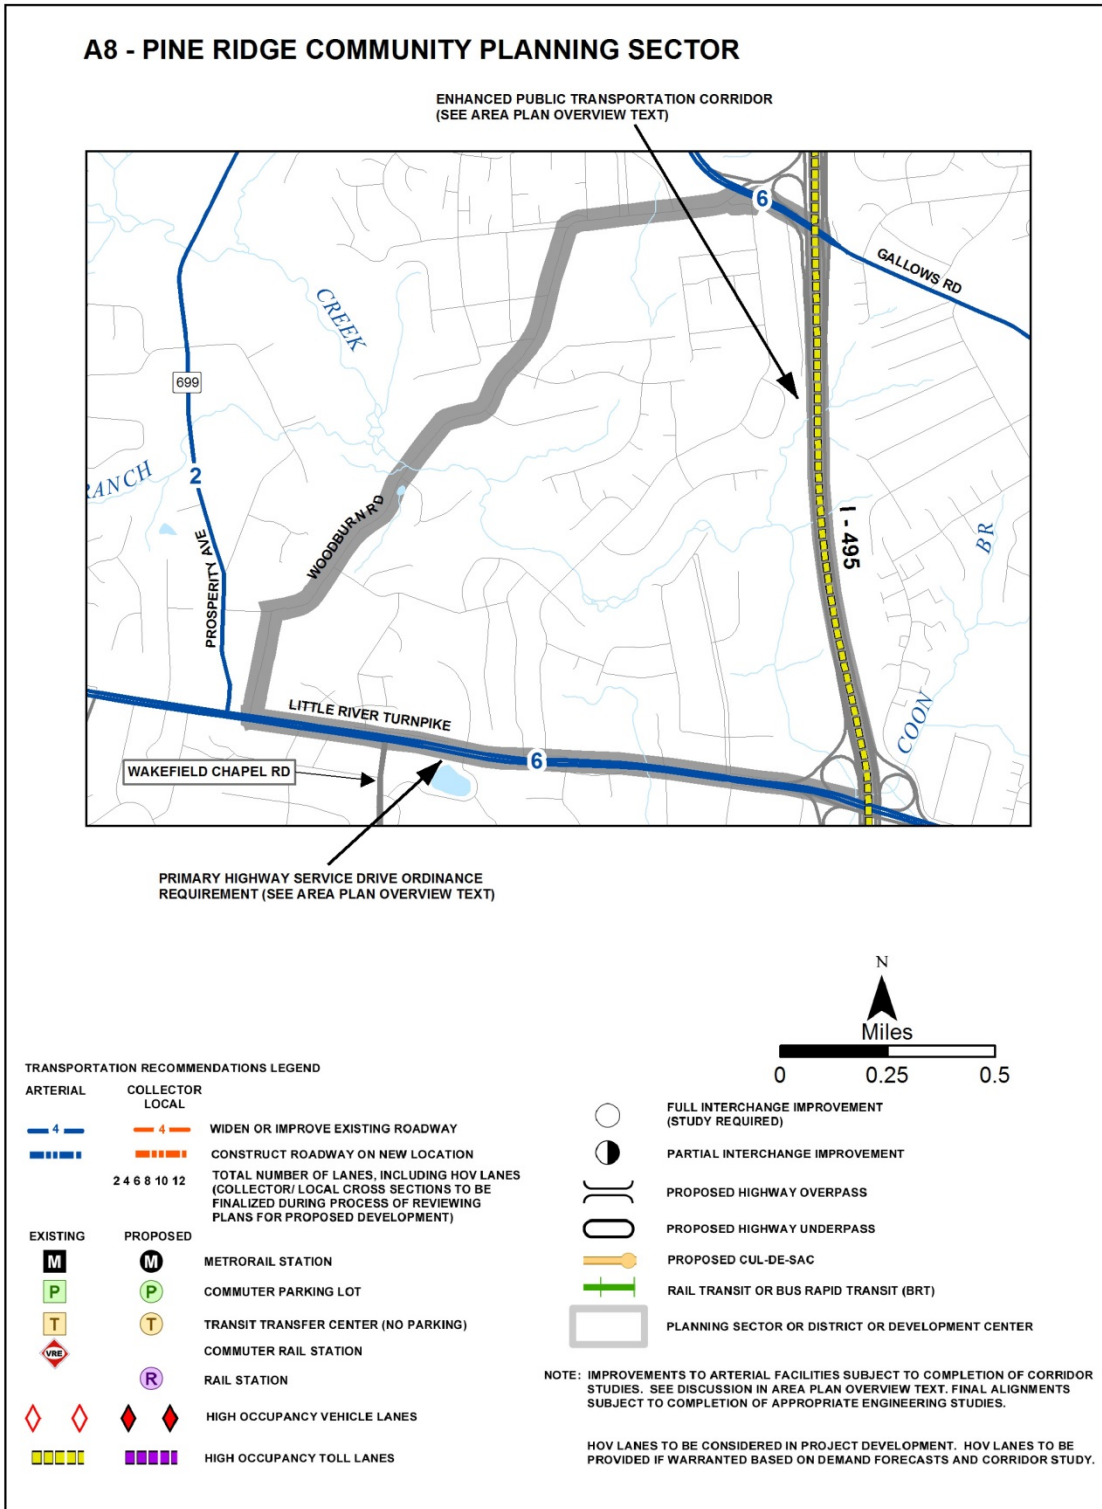 A8 - PINE RIDGE COMMUNITY PLANNING SECTOR
ENHANCED PUBLIC TRANSPORTATION CORRIDOR
(SEE AREA PLAN OVERVIEW TEXT)
6
GALLOWS RD
CREEK
699
RANCH
2
WOODBURN RD
I - 495
BR
PROSPERITY AVE
LITTLE RIVER TURNPIKE
COON
WAKEFIELD CHAPEL RD
6
PRIMARY HIGHWAY SERVICE DRIVE ORDINANCE
REQUIREMENT (SEE AREA PLAN OVERVIEW TEXT)
N
Miles
0 0.25 0.5
TRANSPORTATION RECOMMENDATIONS LEGEND
ARTERIAL COLLECTOR
LOCAL
4 4 WIDEN OR IMPROVE EXISTING ROADWAY
CONSTRUCT ROADWAY ON NEW LOCATION
2 4 6 8 10 12 TOTAL NUMBER OF LANES, INCLUDING HOV LANES
(COLLECTOR/ LOCAL CROSS SECTIONS TO BE
FINALIZED DURING PROCESS OF REVIEWING
PLANS FOR PROPOSED DEVELOPMENT)
EXISTING PROPOSED
M M METRORAIL STATION
P P COMMUTER PARKING LOT
T T TRANSIT TRANSFER CENTER (NO PARKING)
VRE COMMUTER RAIL STATION
R RAIL STATION
HIGH OCCUPANCY VEHICLE LANES
HIGH OCCUPANCY TOLL LANES
FULL INTERCHANGE IMPROVEMENT
(STUDY REQUIRED)
PARTIAL INTERCHANGE IMPROVEMENT
PROPOSED HIGHWAY OVERPASS
PROPOSED HIGHWAY UNDERPASS
PROPOSED CUL-DE-SAC
RAIL TRANSIT OR BUS RAPID TRANSIT (BRT)
PLANNING SECTOR OR DISTRICT OR DEVELOPMENT CENTER
NOTE: IMPROVEMENTS TO ARTERIAL FACILITIES SUBJECT TO COMPLETION OF CORRIDOR
STUDIES. SEE DISCUSSION IN AREA PLAN OVERVIEW TEXT. FINAL ALIGNMENTS
SUBJECT TO COMPLETION OF APPROPRIATE ENGINEERING STUDIES.
HOV LANES TO BE CONSIDERED IN PROJECT DEVELOPMENT. HOV LANES TO BE
PROVIDED IF WARRANTED BASED ON DEMAND FORECASTS AND CORRIDOR STUDY.